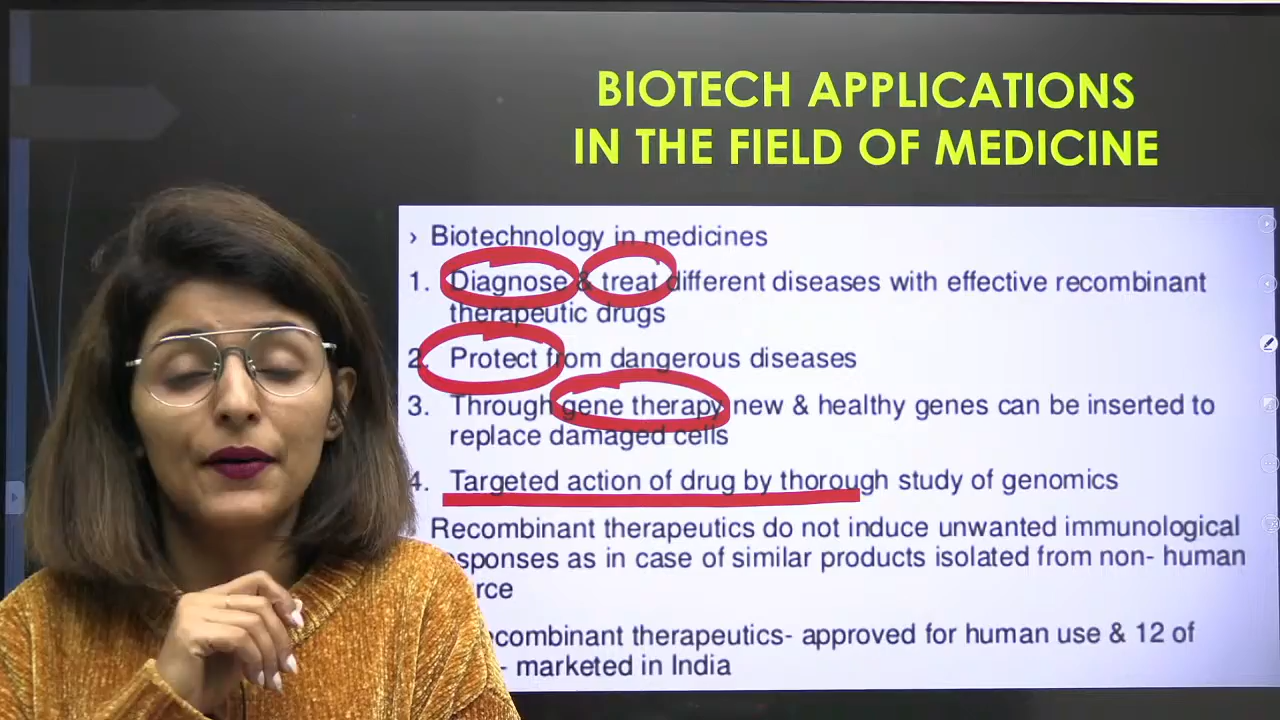 BIOTECH APPLICATIONS
IN THE FIELD OF MEDICINE
› Biotechnology in medicines
1. Diagnose & treat different diseases with effective recombinant
therapeutic drugs
2. Protect from dangerous diseases
3. Through gene therapy new & healthy genes can be inserted to
replace damaged cells
4. Targeted action of drug by thorough study of genomics
Recombinant therapeutics do not induce unwanted immunological
as in case of similar products isolated from non- human
therapeutics- approved for human use & 12 of
- marketed in India